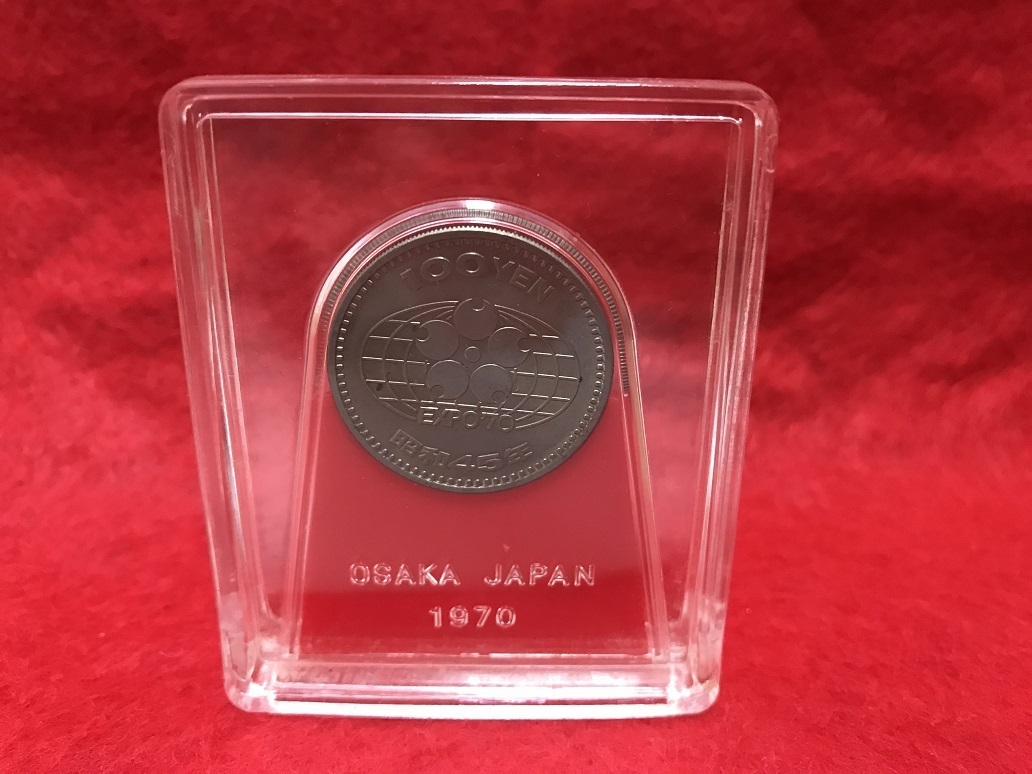 100 YEN
EXPO'70
昭和45年
OSAKA JAPAN
1970